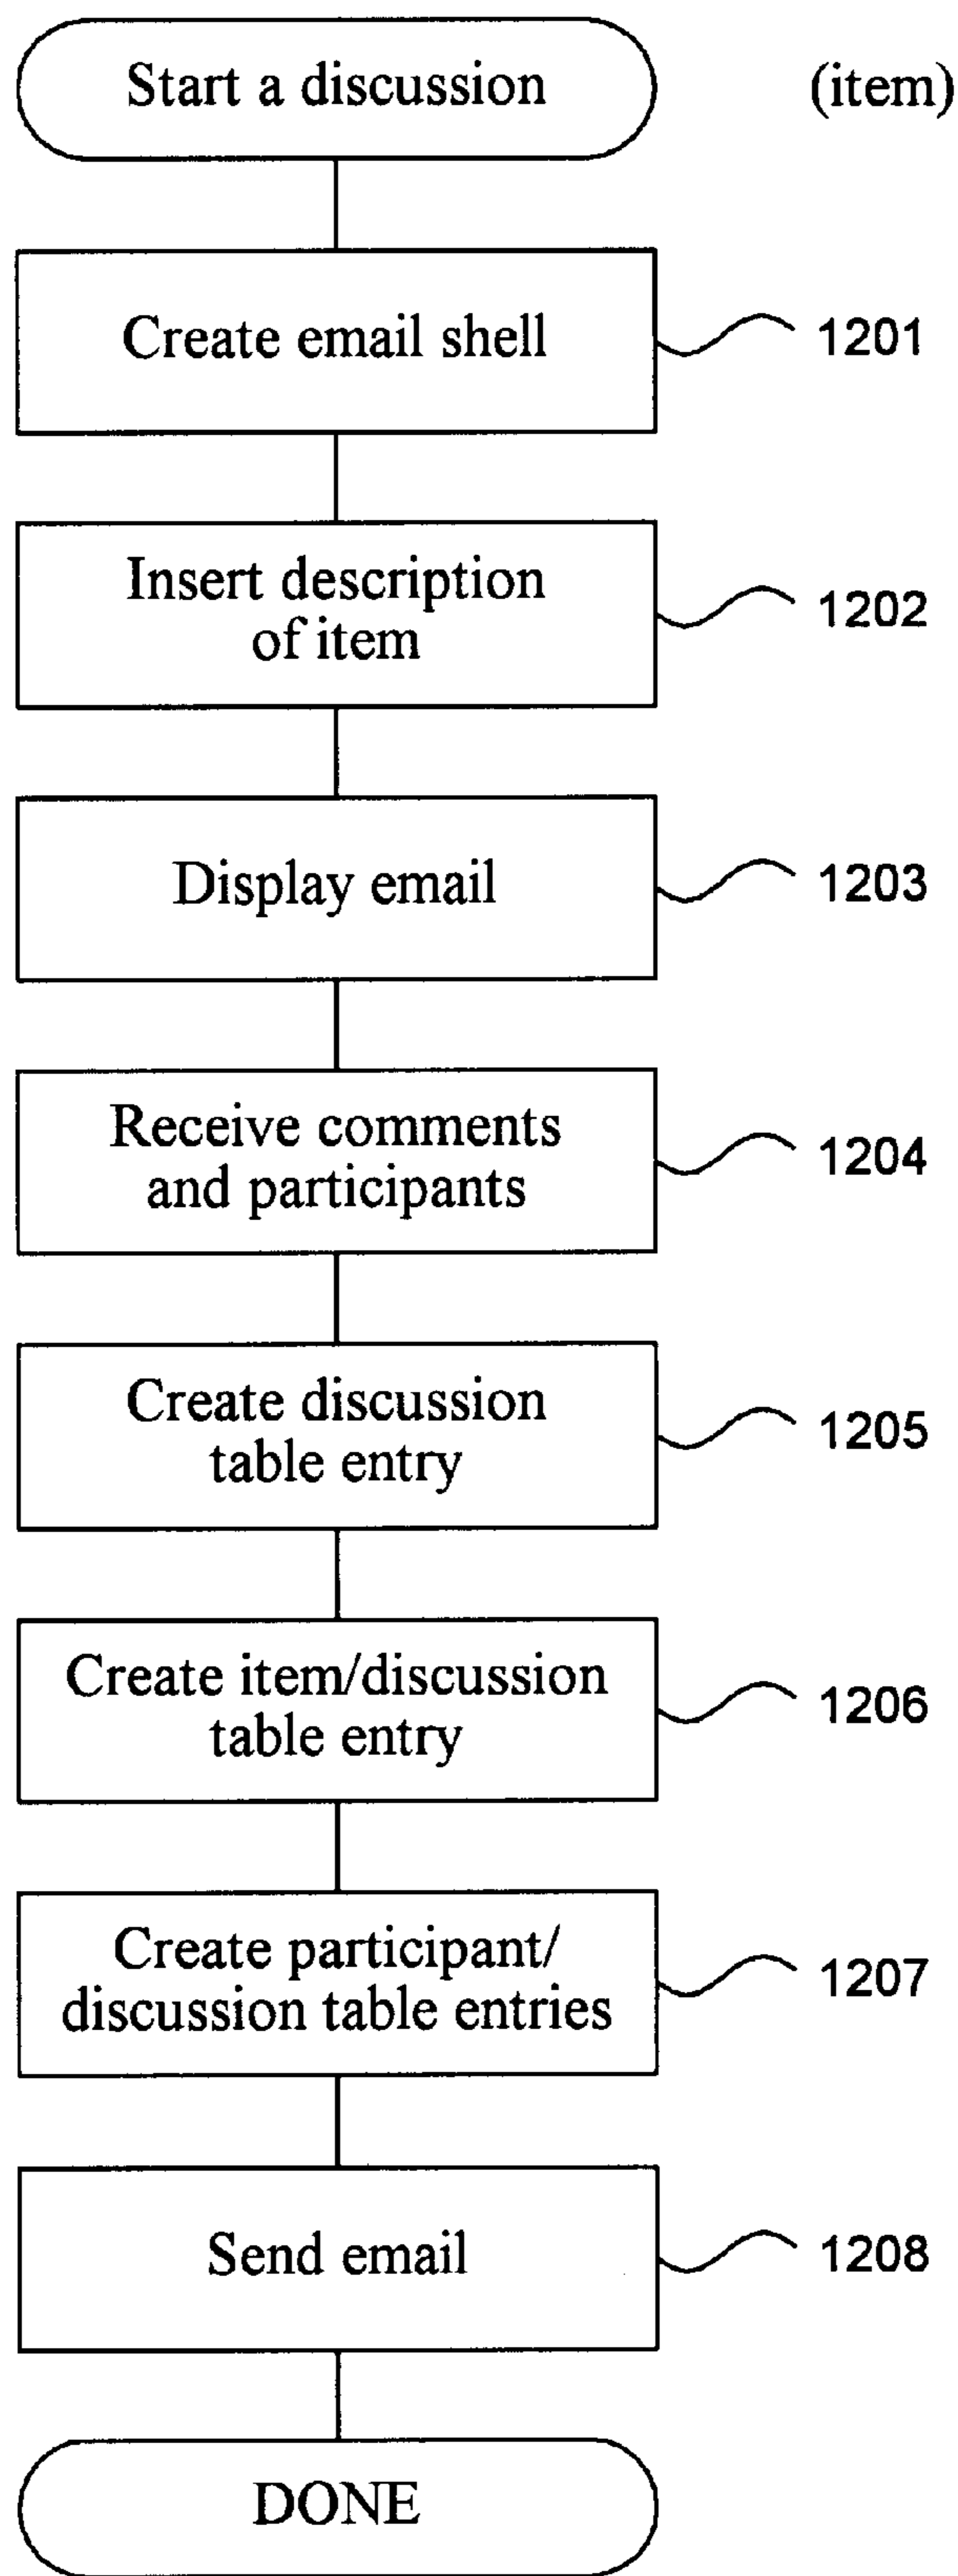 Start a discussion
(item)
Create email shell
1201
Insert description
of item
1202
Display email
1203
Receive comments
and participants
1204
Create discussion
table entry
1205
Create item/discussion
table entry
1206
Create participant/
discussion table entries
1207
Send email
1208
DONE